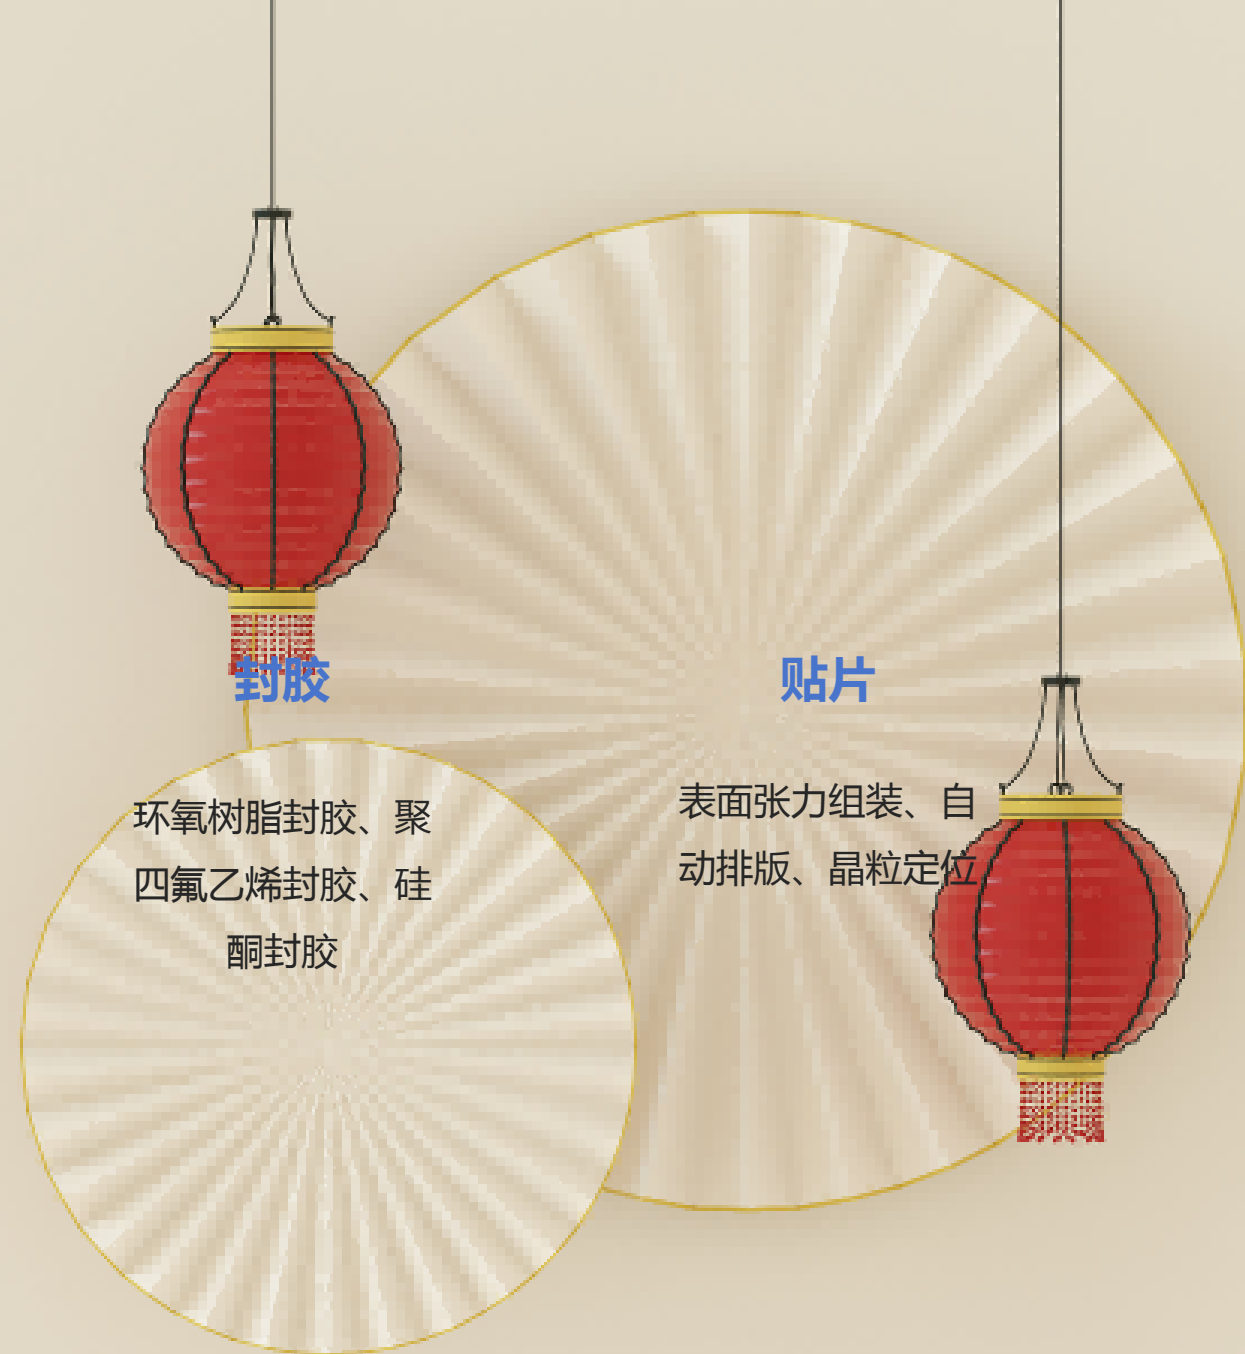 封胶
环氧树脂封胶、聚
四氟乙烯封胶、硅
酮封胶
贴片
表面张力组装、自
动排版、晶粒定位